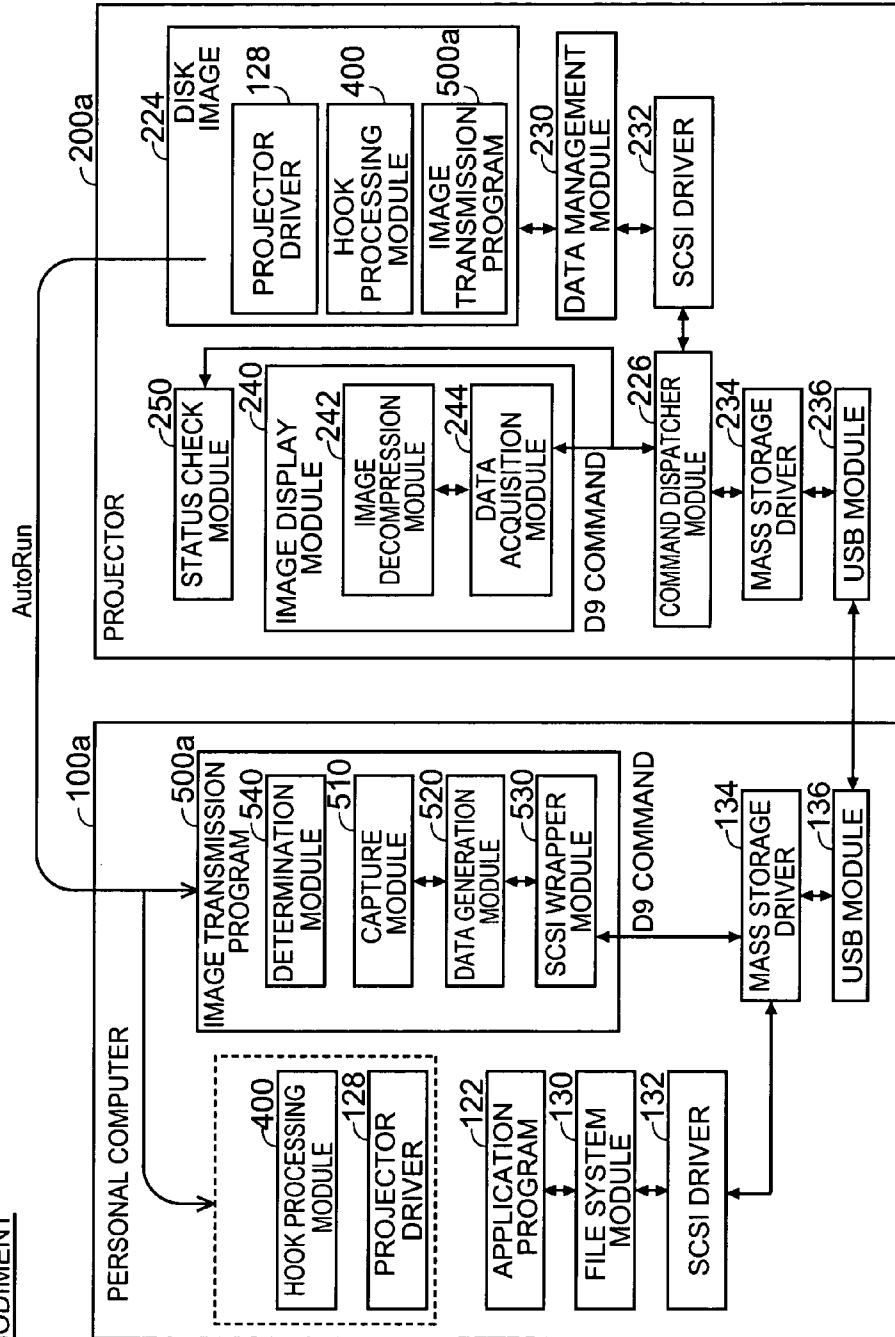 ODIMENT
AutoRun
PERSONAL COMPUTER
100a
400
HOOK PROCESSING
MODULE
128
PROJECTOR
DRIVER
122
APPLICATION
PROGRAM
130
FILE SYSTEM
MODULE
132
SCSI DRIVER
500a
IMAGE TRANSMISSION
PROGRAM
540
DETERMINATION
MODULE
510
CAPTURE
MODULE
520
DATA GENERATION
MODULE
530
SCSI WRAPPER
MODULE
D9 COMMAND
134
MASS STORAGE
DRIVER
136
USB MODULE
PROJECTOR
200a
250
STATUS CHECK
MODULE
240
IMAGE DISPLAY
MODULE
242
IMAGE
DECOMPRESSION
MODULE
244
DATA
ACQUISITION
MODULE
D9 COMMAND
226
COMMAND DISPATCHER
MODULE
234
MASS STORAGE
DRIVER
236
USB MODULE
224
DISK
IMAGE
128
PROJECTOR
DRIVER
400
HOOK
PROCESSING
MODULE
500a
IMAGE
TRANSMISSION
PROGRAM
230
DATA MANAGEMENT
MODULE
232
SCSI DRIVER